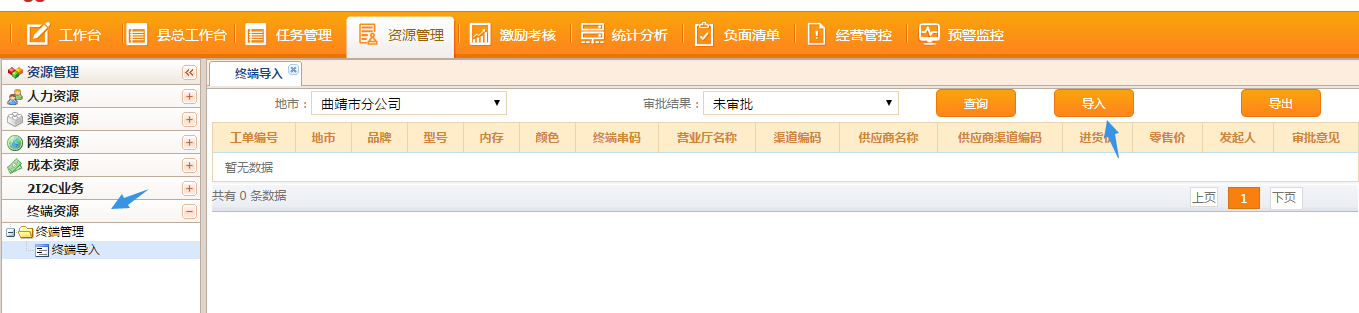 工作台 县总工作台 任务管理 资源管理 激励考核 统计分析 负面清单 经营管控 预警监控
资源管理
人力资源
渠道资源
网络资源
成本资源
2I2C业务
终端资源
终端管理
终端导入
终端导入
地市： 曲靖市分公司 审批结果： 未审批 查询 导入 导出
工单编号 地市 品牌 型号 内存 颜色 终端串码 营业厅名称 渠道编码 供应商名称 供应商渠道编码 进货 零售价 发起人 审批意见
暂无数据
共有 0 条数据 上页 1 下页